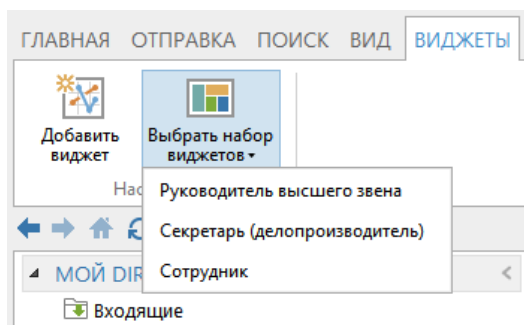 ГЛАВНАЯ ОТПРАВКА ПОИСК ВИД ВИДЖЕТЫ
Добавить виджет
Выбрать набор виджетов
Нас
Руководитель высшего звена
Секретарь (делопроизводитель)
Сотрудник
МОЙ DIR
Входящие